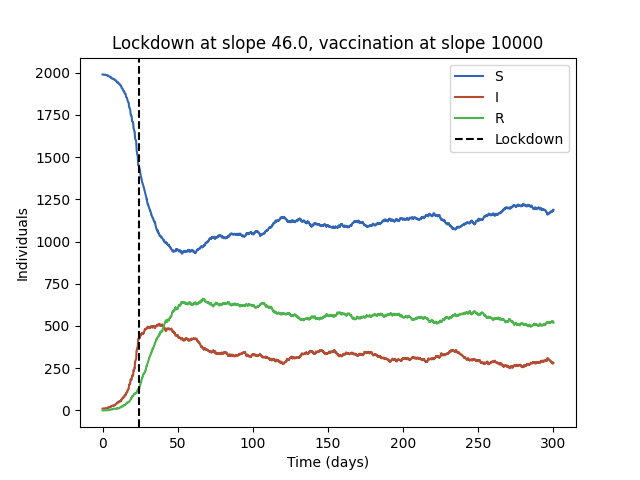 Lockdown at slope 46.0, vaccination at slope 10000
S
I
R
Lockdown
2000
1750
1500
1250
1000
750
500
250
0
Individuals
0 50 100 150 200 250 300
Time (days)